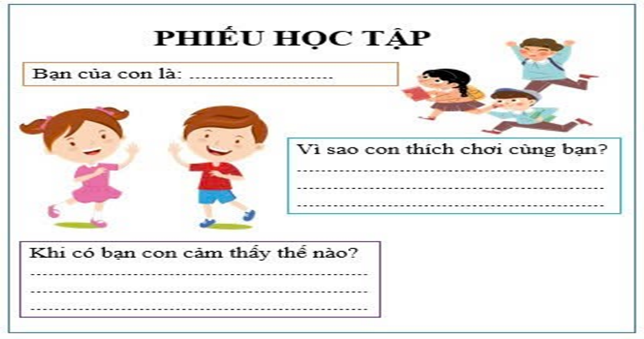 PHIẾU HỌC TẬP
Bạn của con là: ........................
Vì sao con thích chơi cùng bạn?
Khi có bạn con cảm thấy thế nào?